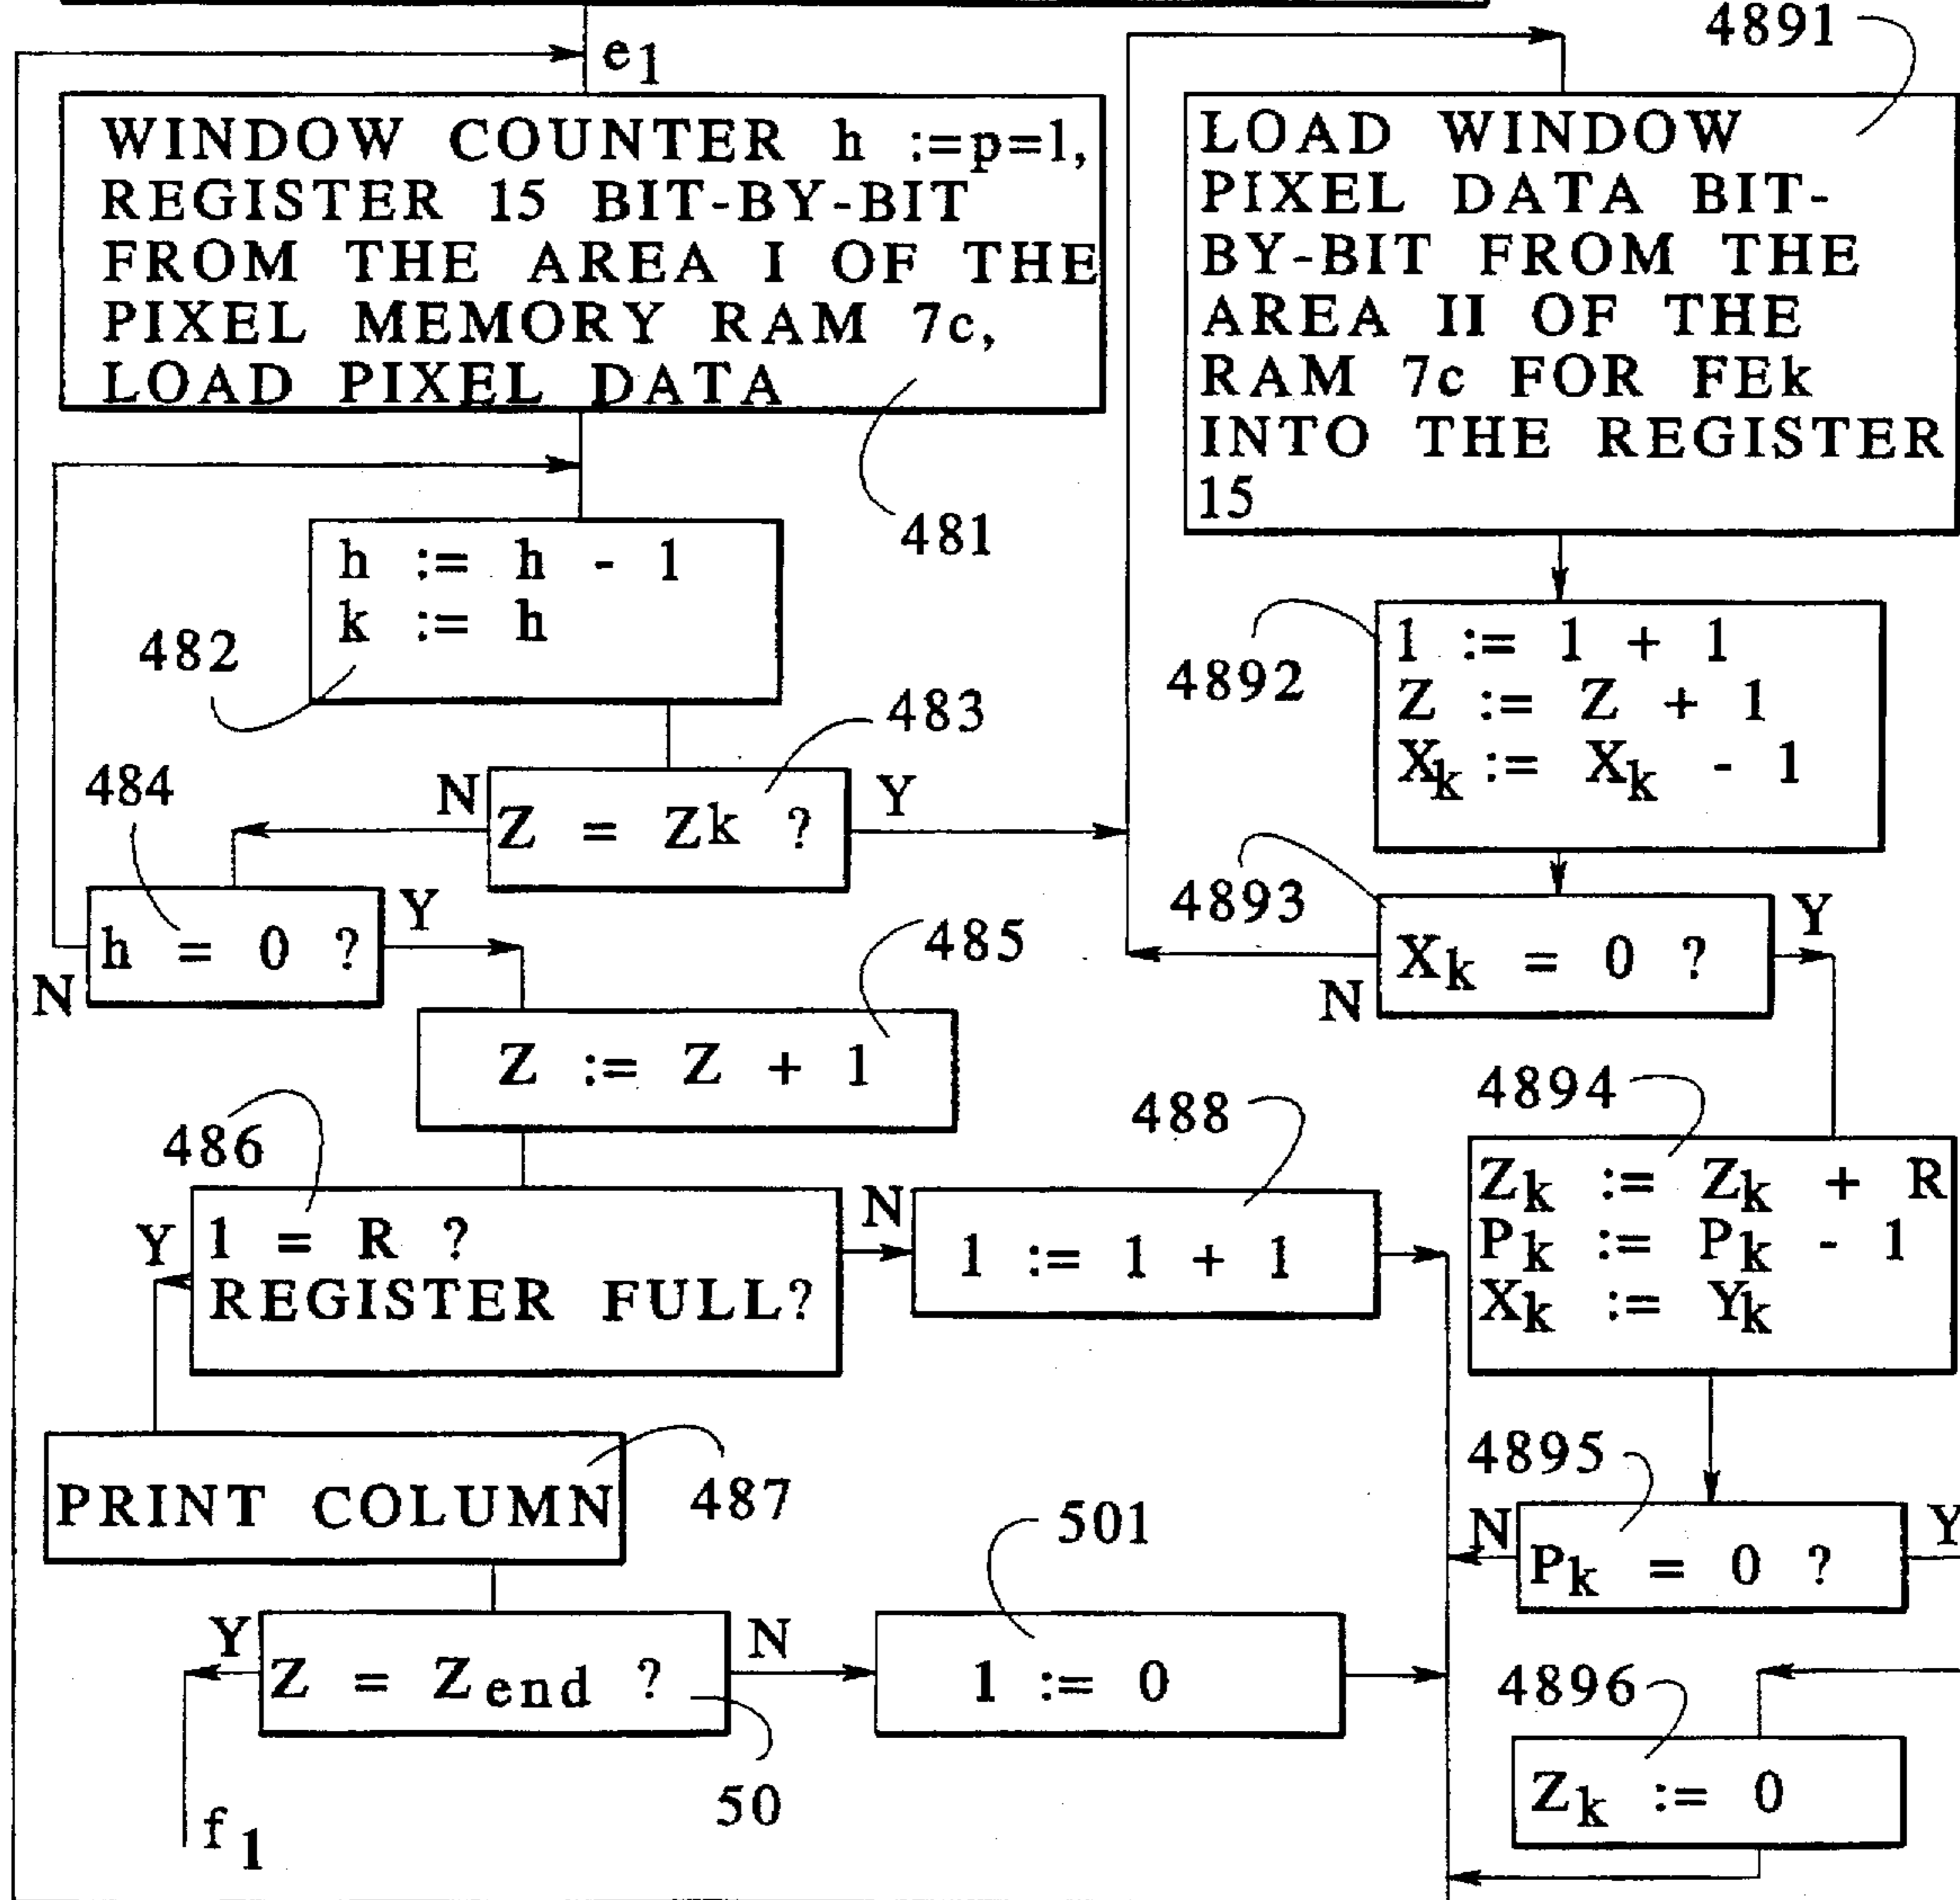 e1
WINDOW COUNTER h :=p=1,
REGISTER 15 BIT-BY-BIT
FROM THE AREA I OF THE
PIXEL MEMORY RAM 7c,
LOAD PIXEL DATA
481
h := h - 1
k := h
482
483
N
Z = Zk ?
Y
484
h = 0 ?
Y
N
485
Z := Z + 1
486
Y
1 = R ?
REGISTER FULL?
N
488
1 := 1 + 1
PRINT COLUMN
487
Y
Z = Zend ?
N
50
f1
501
1 := 0
4891
LOAD WINDOW
PIXEL DATA BIT-
BY-BIT FROM THE
AREA II OF THE
RAM 7c FOR FEk
INTO THE REGISTER
15
4892
1 := 1 + 1
Z := Z + 1
Xk := Xk - 1
4893
Xk = 0 ?
Y
N
4894
Zk := Zk + R
Pk := Pk - 1
Xk := Yk
4895
N
Pk = 0 ?
Y
4896
Zk := 0